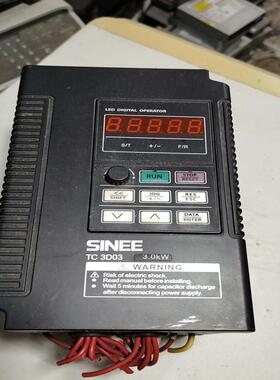 LED DIGITAL OPERATOR
8.8.8.8.8.
S/T +/- F/R
RUN
STOP
RESET
<<
SHIFT
JOG
+/-
RES
ESC
DATA
ENTER
SINEE
TC 3D03 3.0kW
WARNING
Risk of electric shock.
Read manual before installed.
Wait 5 minutes for capacitor discharge
after disconnecting power supply.